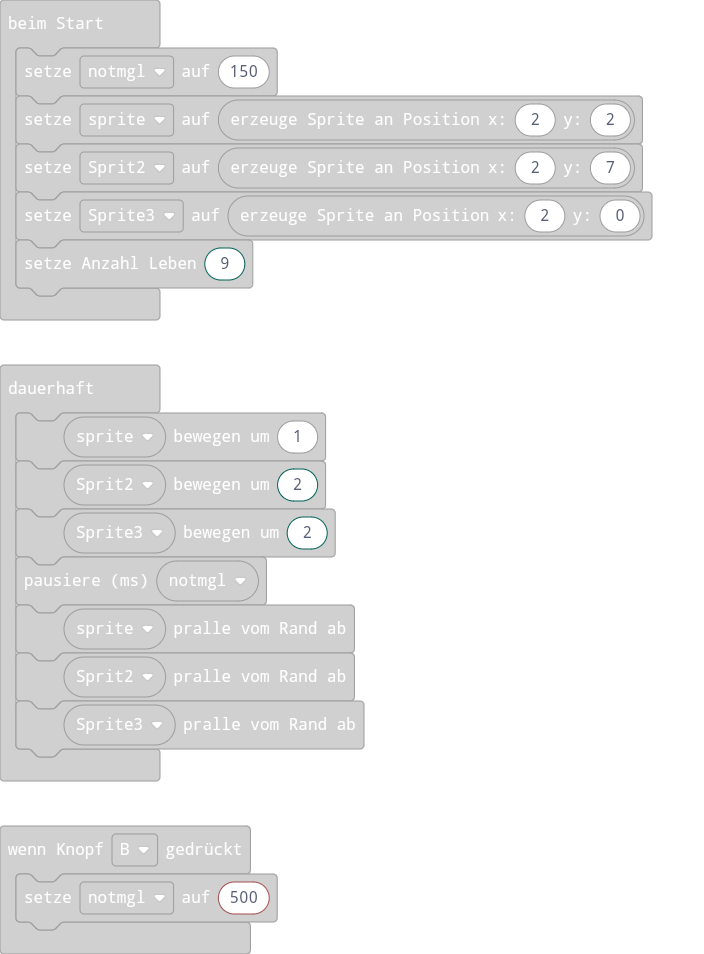 beim Start
setze notmgl auf 150
setze sprite auf erzeuge Sprite an Position x: 2 y: 2
setze Sprit2 auf erzeuge Sprite an Position x: 2 y: 7
setze Sprite3 auf erzeuge Sprite an Position x: 2 y: 0
setze Anzahl Leben 9
dauerhaft
sprite bewegen um 1
Sprit2 bewegen um 2
Sprite3 bewegen um 2
pausiere (ms) notmgl
sprite pralle vom Rand ab
Sprit2 pralle vom Rand ab
Sprite3 pralle vom Rand ab
wenn Knopf B gedrückt
setze notmgl auf 500